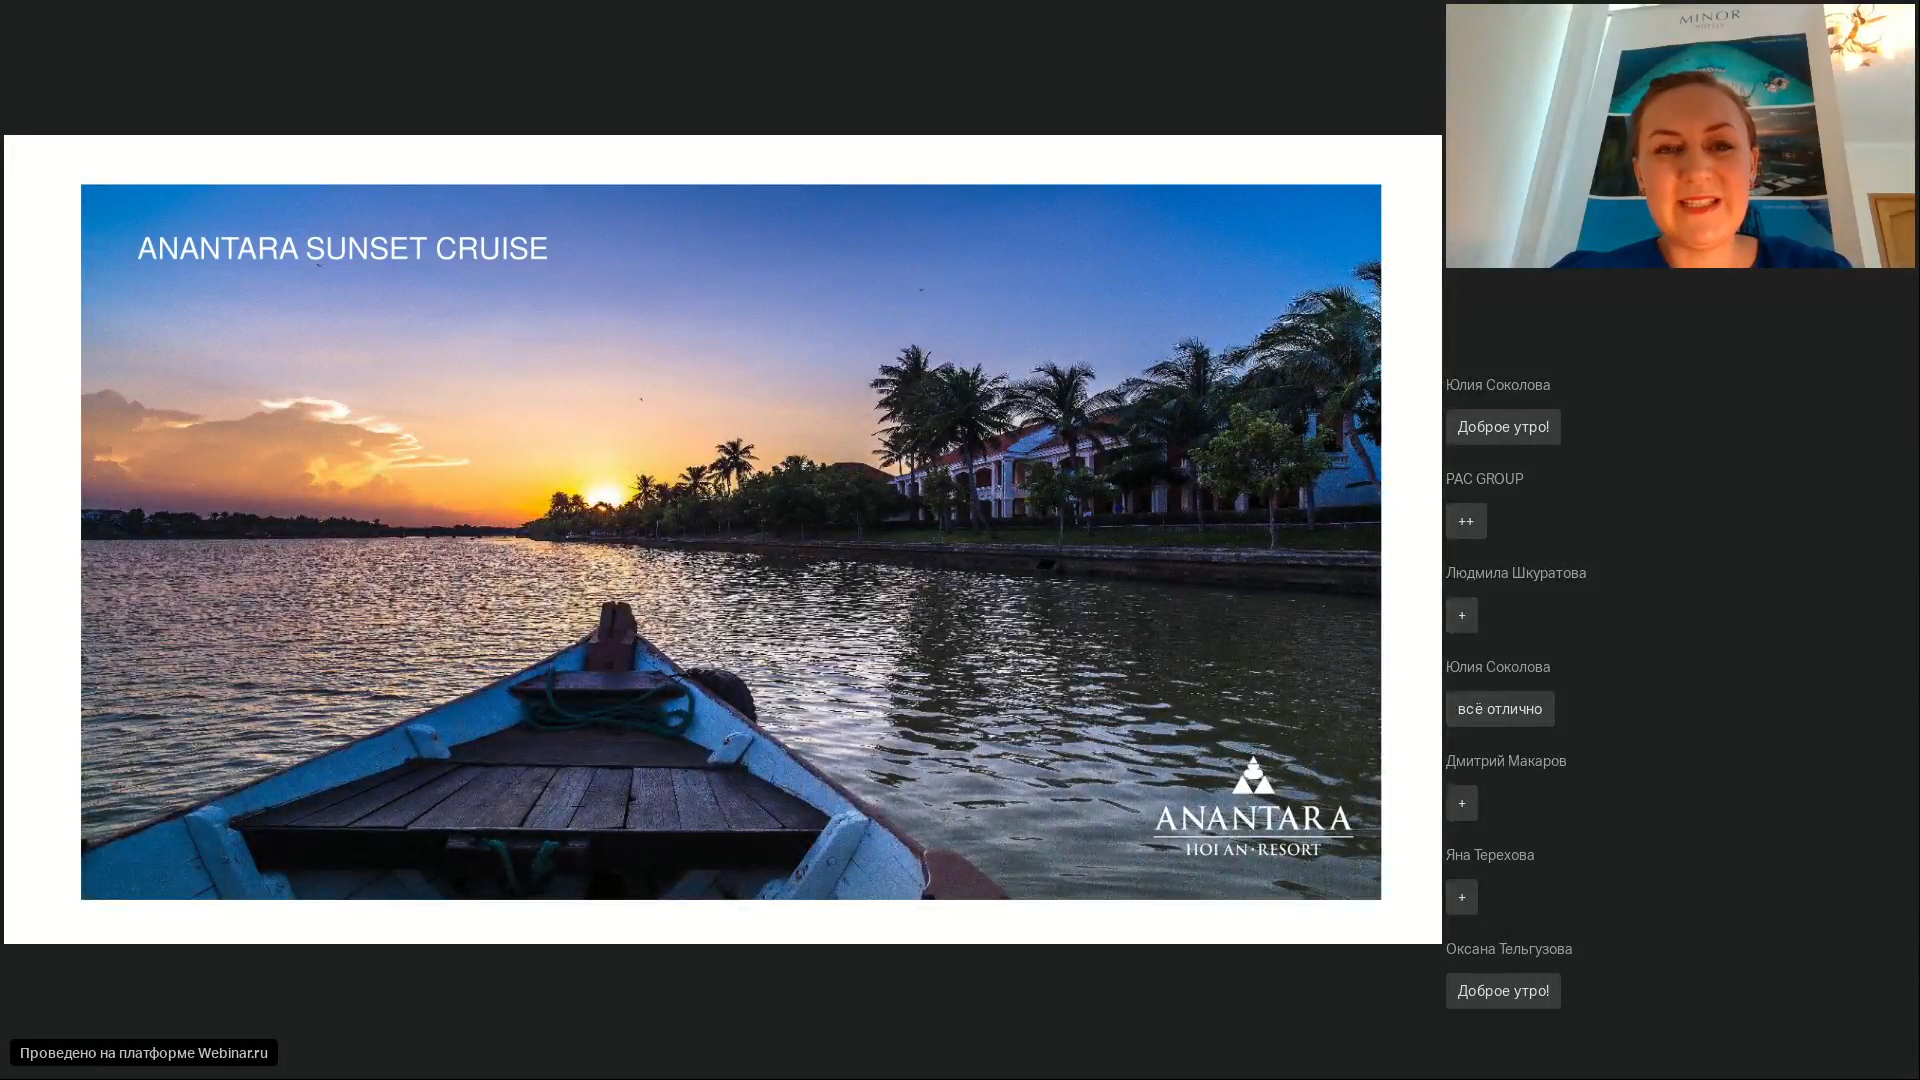 ANANTARA SUNSET CRUISE
ANANTARA
HOI AN · RESORT
MINOR
HOTELS
Юлия Соколова
Доброе утро!
PAC GROUP
++
Людмила Шкуратова
+
Юлия Соколова
всё отлично
Дмитрий Макаров
+
Яна Терехова
+
Оксана Тельгузова
Доброе утро!
Проведено на платформе Webinar.ru